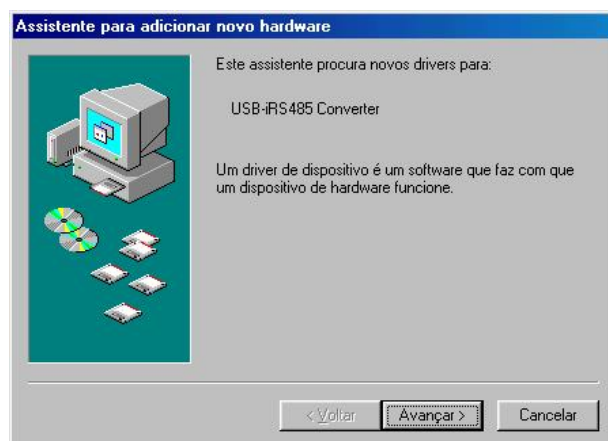 Assistente para adicionar novo hardware
Este assistente procura novos drivers para:
USB-iRS485 Converter
Um driver de dispositivo é um software que faz com que
um dispositivo de hardware funcione.
< Voltar Avançar > Cancelar